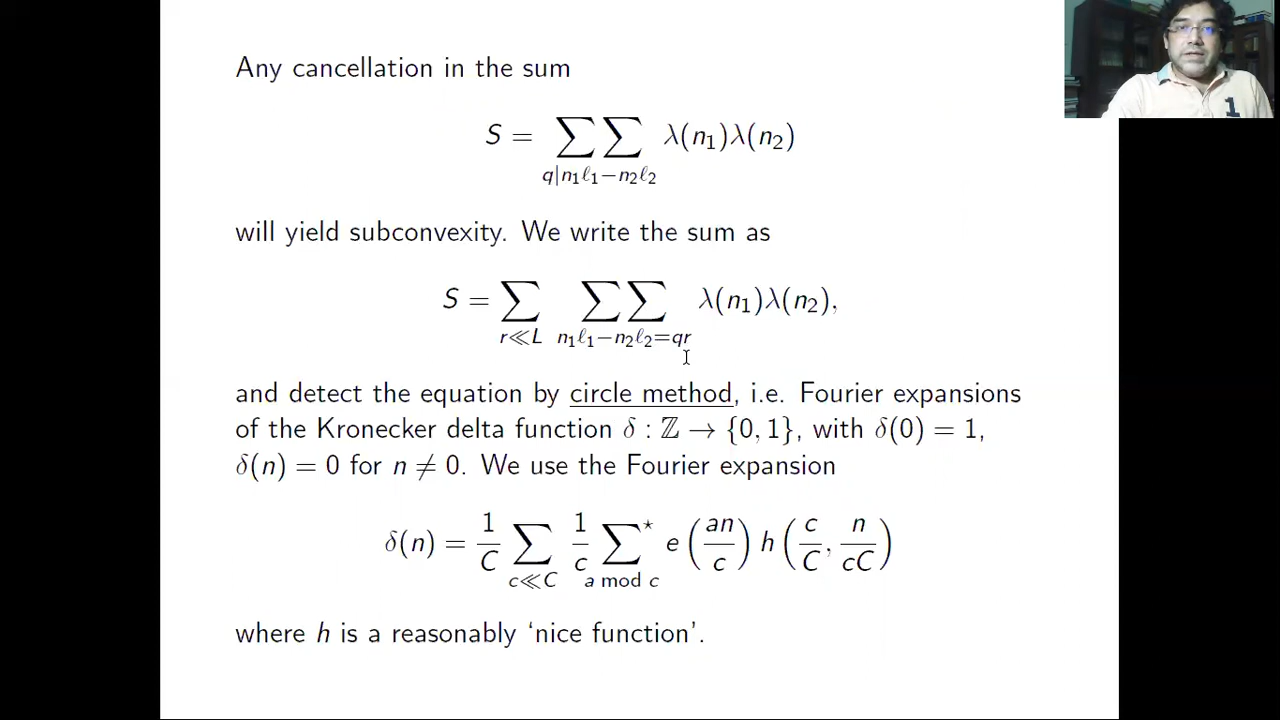 Any cancellation in the sum
S = ∑∑ λ(n₁)λ(n₂)
q|n₁ℓ₁−n₂ℓ₂
will yield subconvexity. We write the sum as
S = ∑ ∑∑ λ(n₁)λ(n₂),
r≪L n₁ℓ₁−n₂ℓ₂=qr
and detect the equation by circle method, i.e. Fourier expansions
of the Kronecker delta function δ : ℤ → {0, 1}, with δ(0) = 1,
δ(n) = 0 for n ≠ 0. We use the Fourier expansion
δ(n) = 1/C ∑ 1/c ∑* e(an/c) h(c/C, n/cC)
c≪C a mod c
where h is a reasonably ‘nice function’.
1